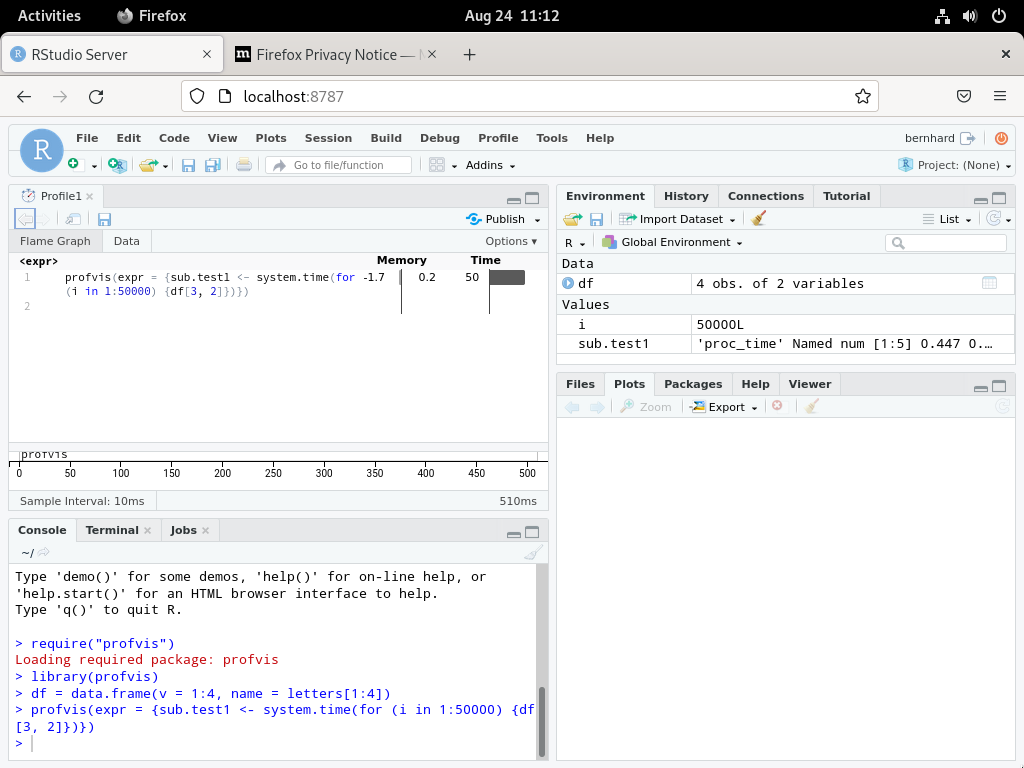 Activities Firefox Aug 24 11:12
RStudio Server Firefox Privacy Notice —
localhost:8787
File Edit Code View Plots Session Build Debug Profile Tools Help bernhard
Go to file/function Addins Project: (None)
Profile1
Publish
Flame Graph Data Options
<expr> Memory Time
1 profvis(expr = {sub.test1 <- system.time(for -1.7 0.2 50
(i in 1:50000) {df[3, 2]})})
2
profvis
0 50 100 150 200 250 300 350 400 450 500
Sample Interval: 10ms 510ms
Console Terminal Jobs
~/
Type 'demo()' for some demos, 'help()' for on-line help, or
'help.start()' for an HTML browser interface to help.
Type 'q()' to quit R.
> require("profvis")
Loading required package: profvis
> library(profvis)
> df = data.frame(v = 1:4, name = letters[1:4])
> profvis(expr = {sub.test1 <- system.time(for (i in 1:50000) {df
[3, 2]})})
>
Environment History Connections Tutorial
Import Dataset List
R Global Environment
Data
df 4 obs. of 2 variables
Values
i 50000L
sub.test1 'proc_time' Named num [1:5] 0.447 0.…
Files Plots Packages Help Viewer
Zoom Export